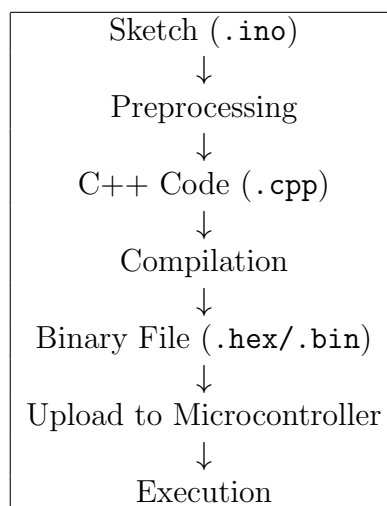 Sketch (.ino)
↓
Preprocessing
↓
C++ Code (.cpp)
↓
Compilation
↓
Binary File (.hex/.bin)
↓
Upload to Microcontroller
↓
Execution